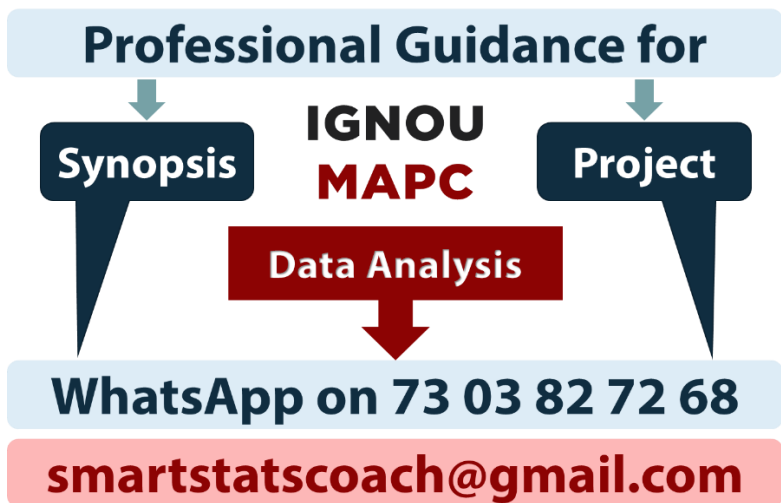 Professional Guidance for
IGNOU
MAPC
Synopsis
Project
Data Analysis
WhatsApp on 73 03 82 72 68
smartstatscoach@gmail.com